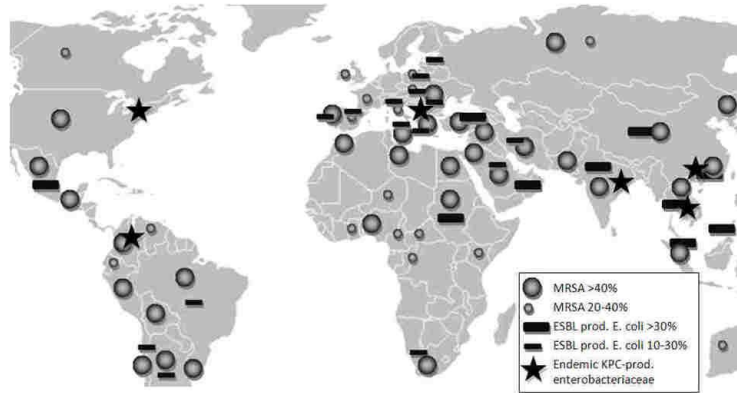 MRSA >40%
MRSA 20-40%
ESBL prod. E. coli >30%
ESBL prod. E. coli 10-30%
Endemic KPC-prod.
enterobacteriaceae